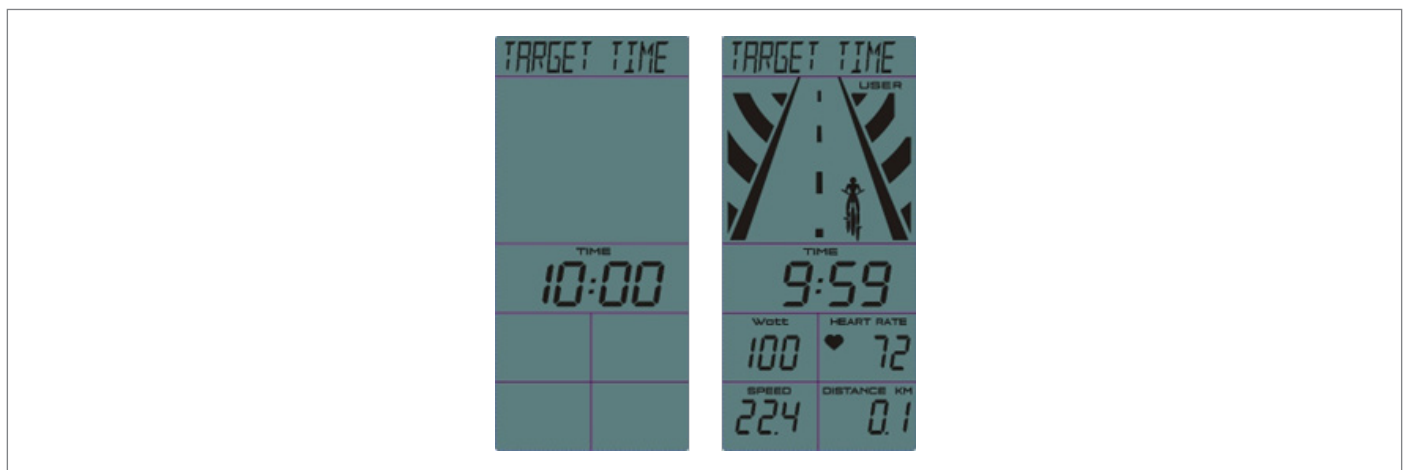 TARGET TIME
TIME
10:00
TARGET TIME
USER
TIME
9:59
Watt HEART RATE
100 72
SPEED DISTANCE KM
22.4 0.1